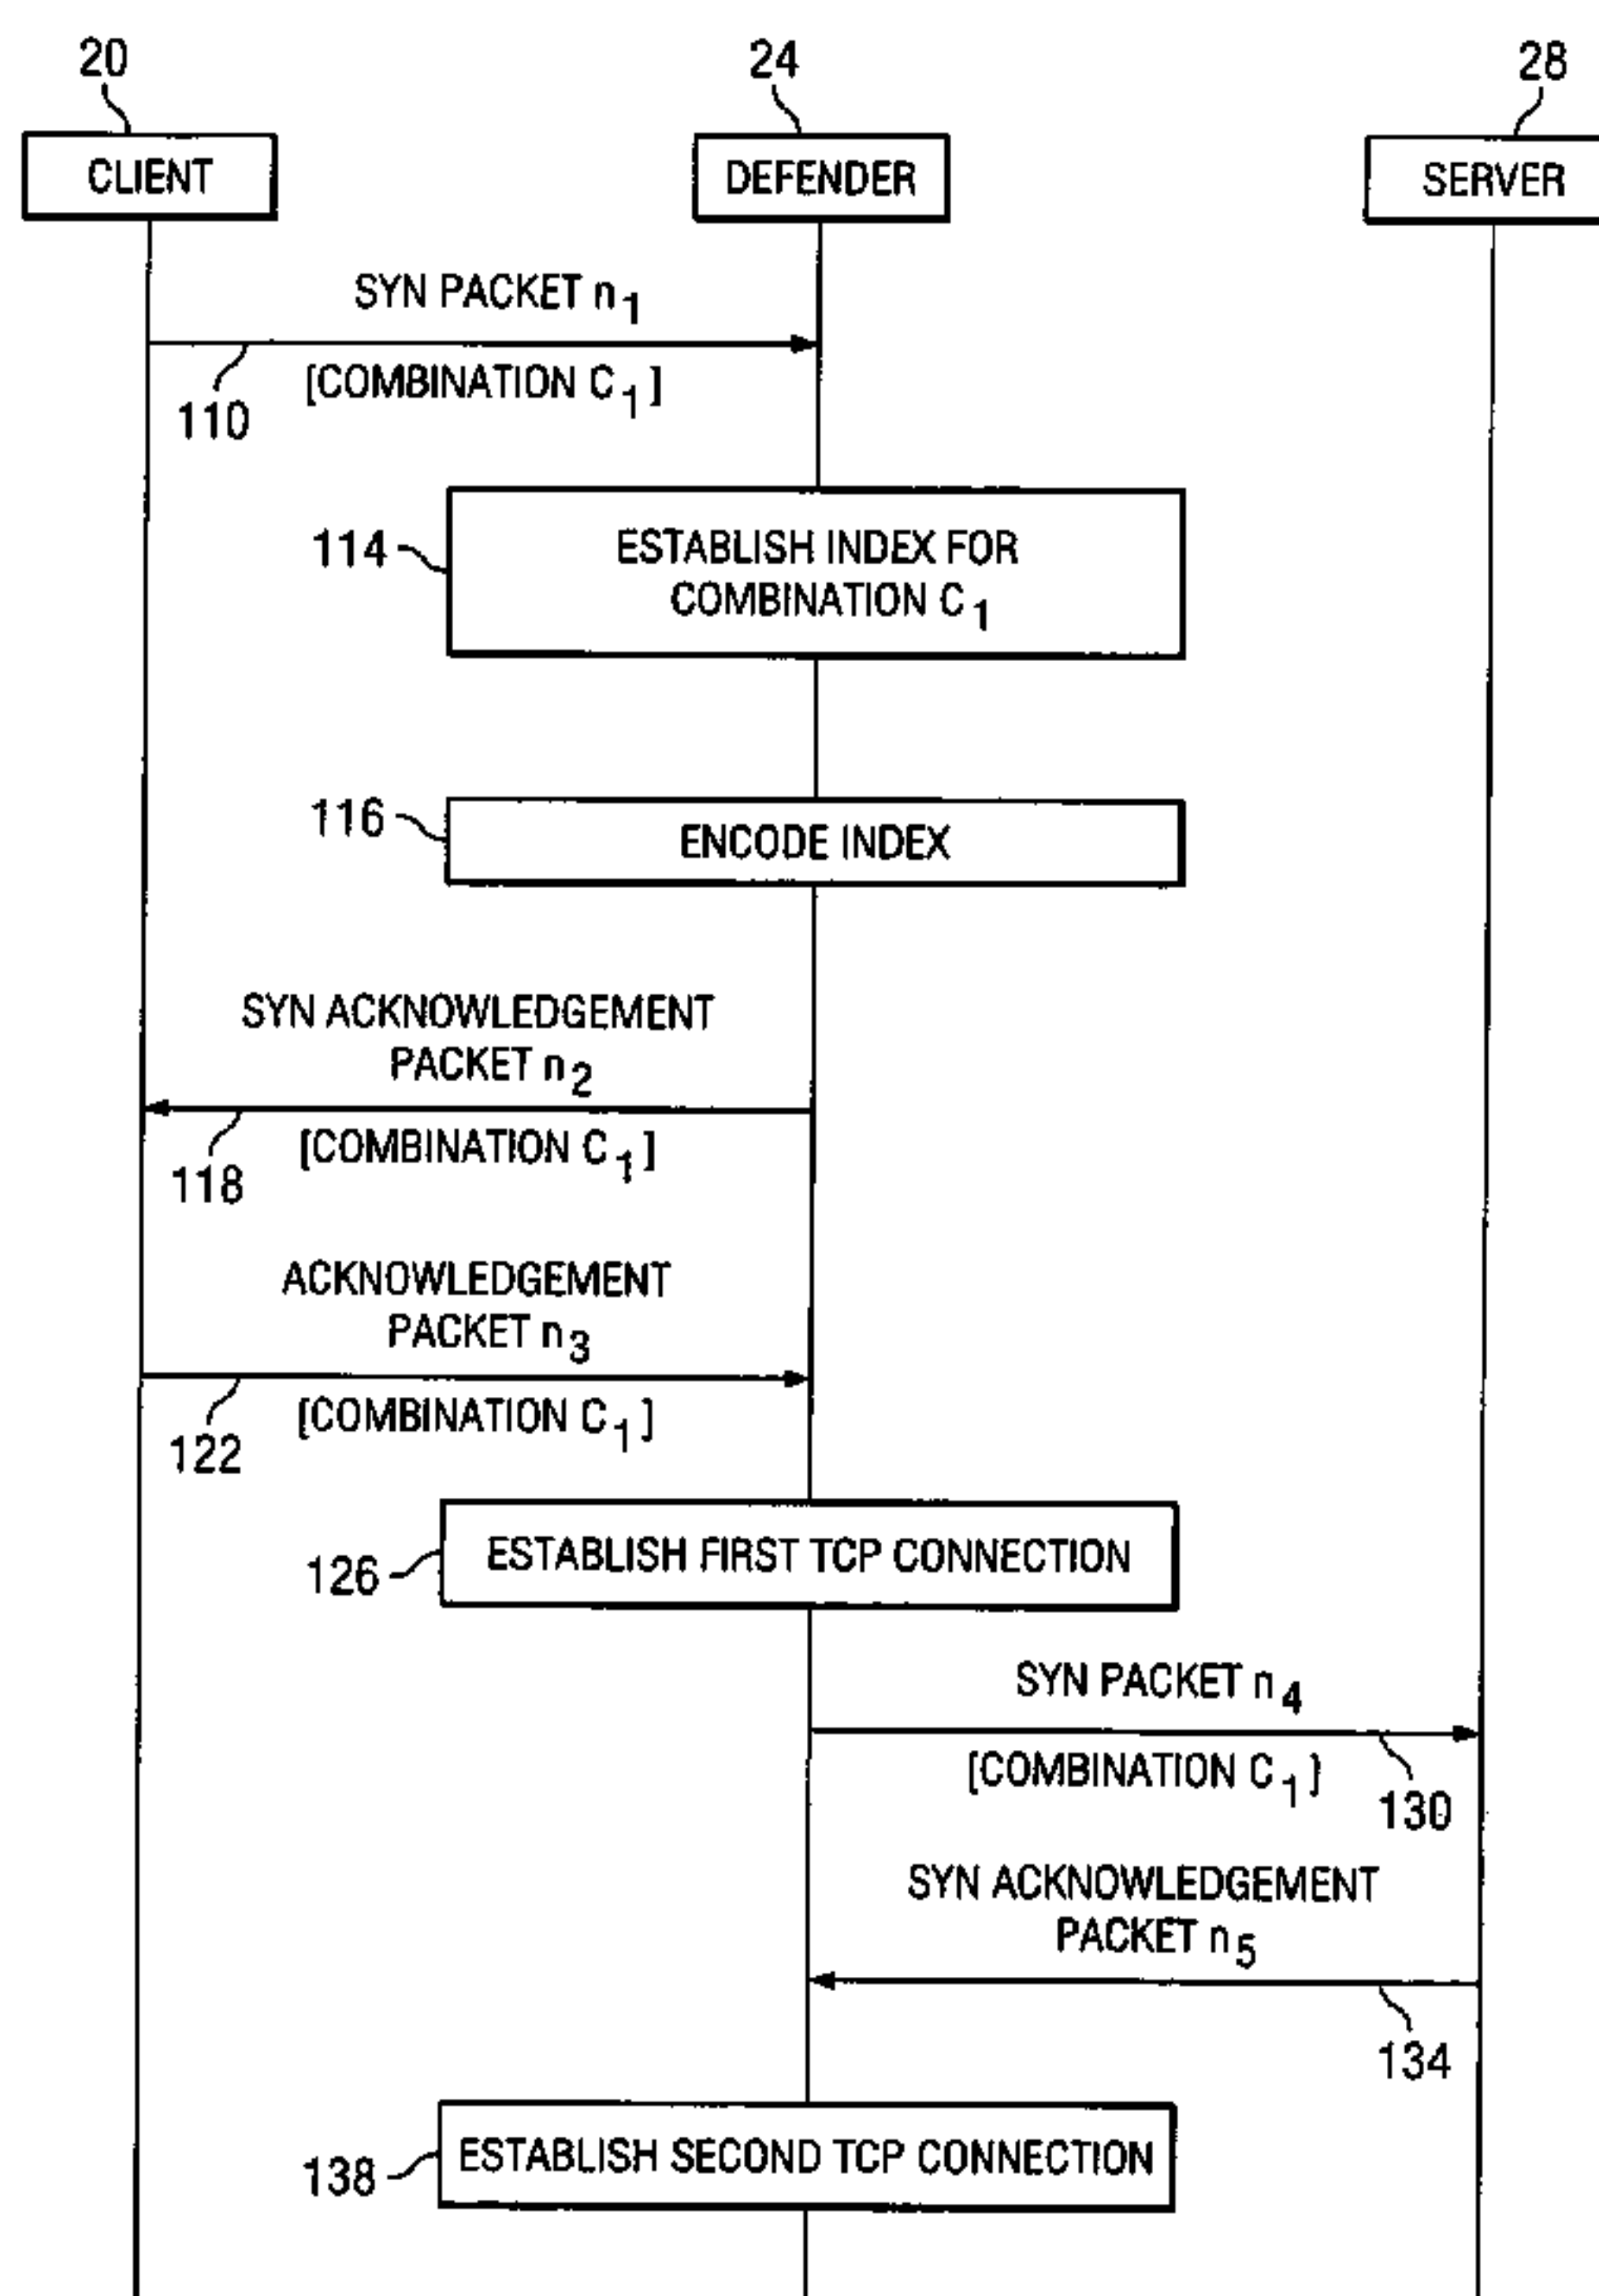 20
24
28
CLIENT
DEFENDER
SERVER
SYN PACKET n1
[COMBINATION C1]
110
114
ESTABLISH INDEX FOR
COMBINATION C1
116
ENCODE INDEX
SYN ACKNOWLEDGEMENT
PACKET n2
[COMBINATION C1]
118
ACKNOWLEDGEMENT
PACKET n3
[COMBINATION C1]
122
126
ESTABLISH FIRST TCP CONNECTION
SYN PACKET n4
[COMBINATION C1]
130
SYN ACKNOWLEDGEMENT
PACKET n5
134
138
ESTABLISH SECOND TCP CONNECTION